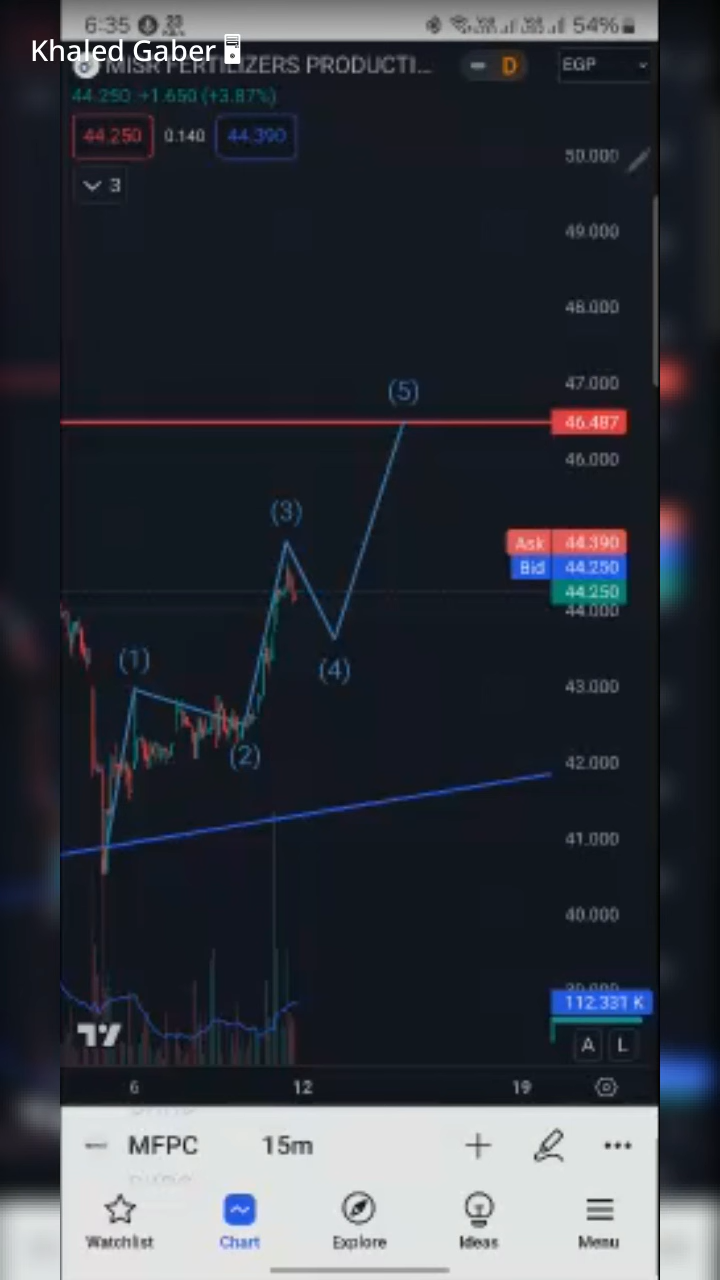 6:35
54%
Khaled Gaber
MISR FERTILIZERS PRODUCTI...
D
EGP
44.250 +1.650 (+3.87%)
44.250
0.140
44.390
3
50.000
49.000
48.000
47.000
(5)
46.487
46.000
(3)
Ask 44.390
Bid 44.250
44.250
44.000
(1)
(4)
43.000
(2)
42.000
41.000
40.000
112.331 K
A L
6 12 19
MFPC 15m
Watchlist Chart Explore Ideas Menu